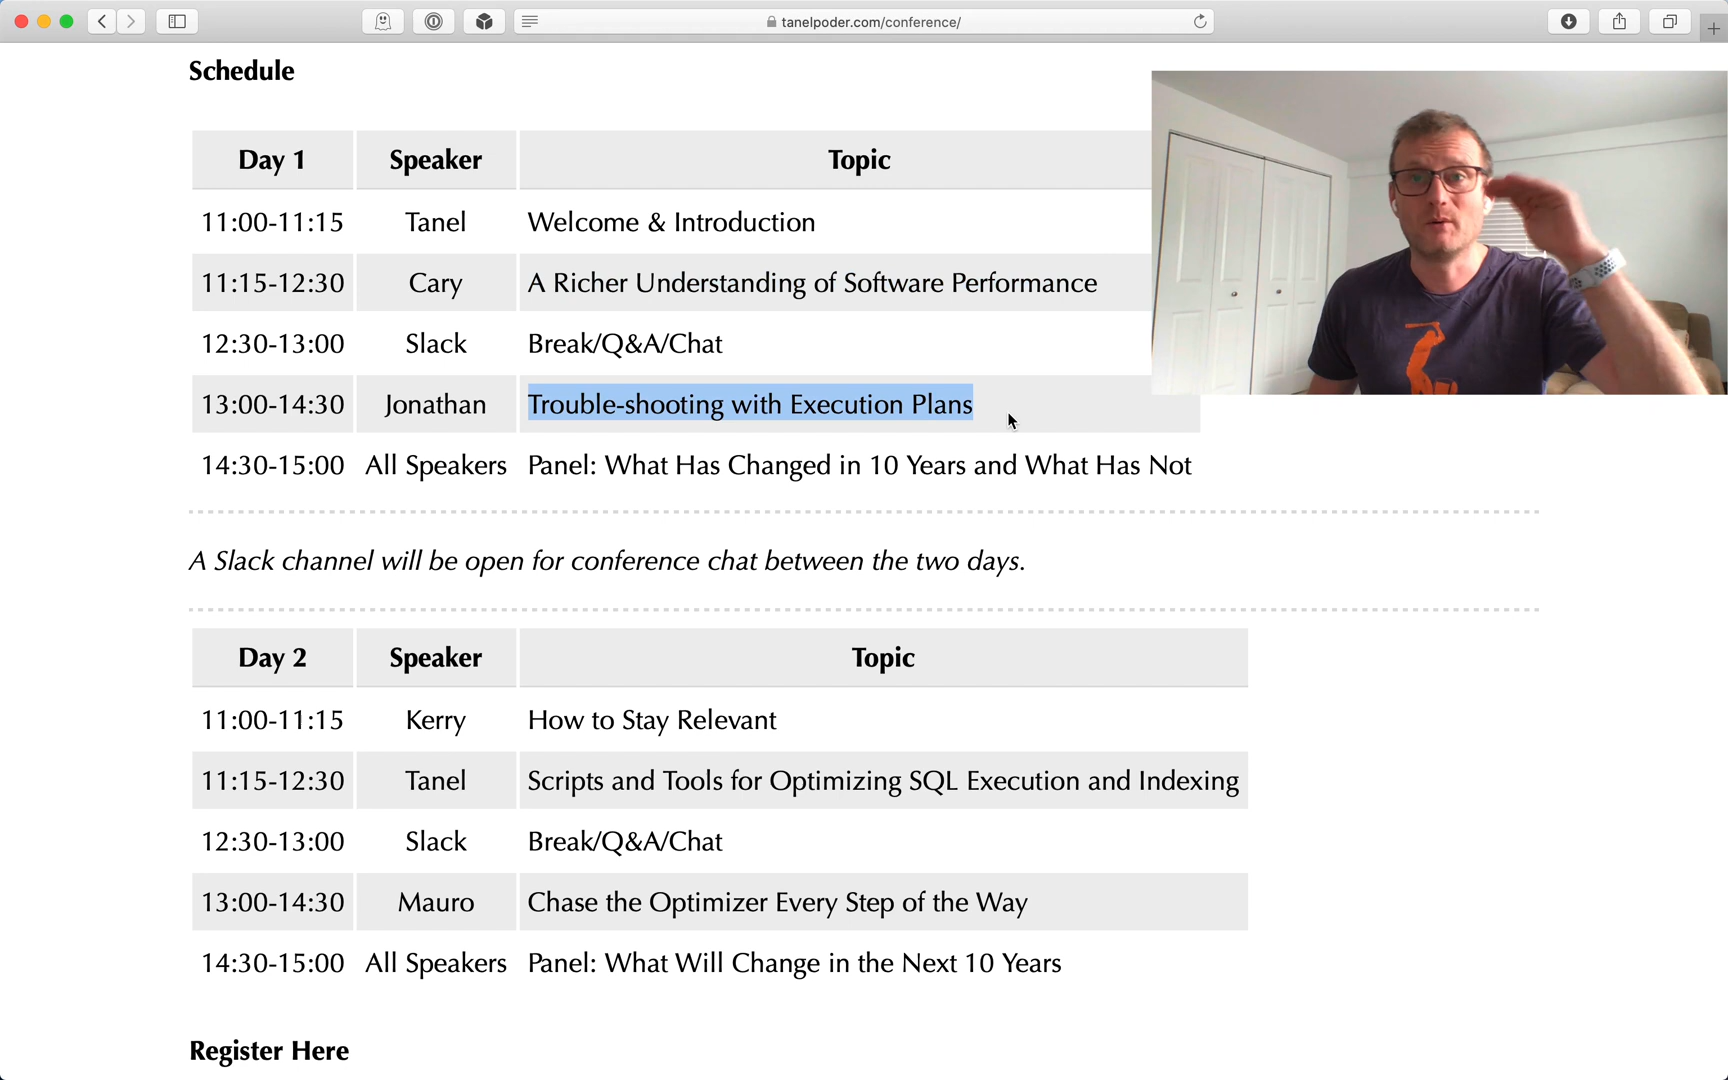 tanelpoder.com/conference/
Schedule
Day 1 Speaker Topic
11:00-11:15 Tanel Welcome & Introduction
11:15-12:30 Cary A Richer Understanding of Software Performance
12:30-13:00 Slack Break/Q&A/Chat
13:00-14:30 Jonathan Trouble-shooting with Execution Plans
14:30-15:00 All Speakers Panel: What Has Changed in 10 Years and What Has Not
A Slack channel will be open for conference chat between the two days.
Day 2 Speaker Topic
11:00-11:15 Kerry How to Stay Relevant
11:15-12:30 Tanel Scripts and Tools for Optimizing SQL Execution and Indexing
12:30-13:00 Slack Break/Q&A/Chat
13:00-14:30 Mauro Chase the Optimizer Every Step of the Way
14:30-15:00 All Speakers Panel: What Will Change in the Next 10 Years
Register Here